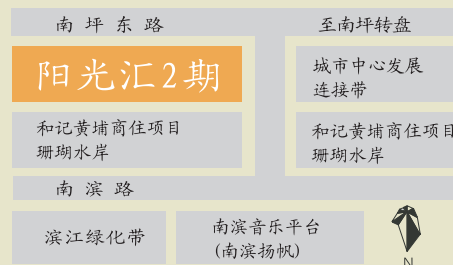 南坪东路
至南坪转盘
阳光汇2期
城市中心发展
连接带
和记黄埔商住项目
珊瑚水岸
和记黄埔商住项目
珊瑚水岸
南滨路
滨江绿化带
南滨音乐平台
(南滨扬帆)
N